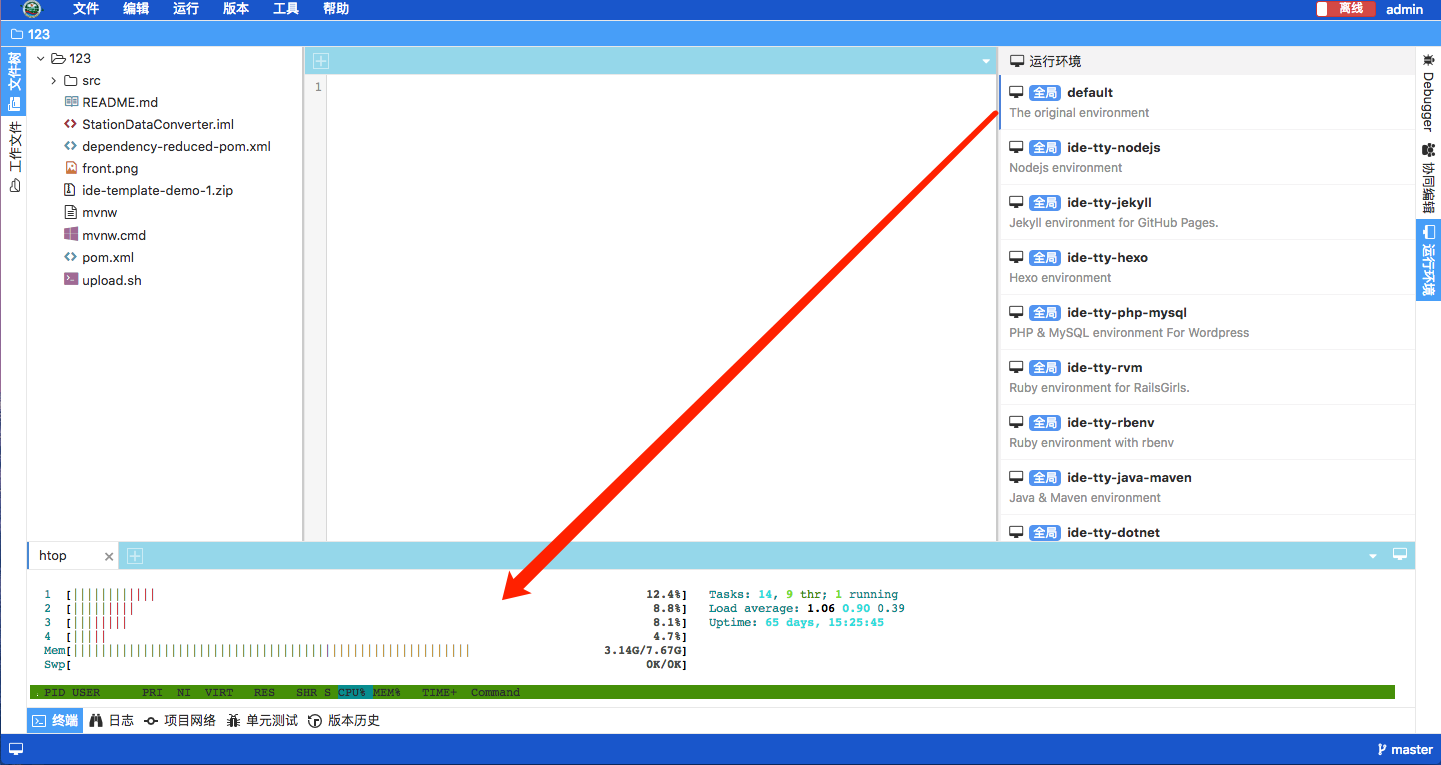 文件 编辑 运行 版本 工具 帮助 离线 admin
123
文件树
工作文件
123
src
README.md
StationDataConverter.iml
dependency-reduced-pom.xml
front.png
ide-template-demo-1.zip
mvnw
mvnw.cmd
pom.xml
upload.sh
1
运行环境
全局 default
The original environment
全局 ide-tty-nodejs
Nodejs environment
全局 ide-tty-jekyll
Jekyll environment for GitHub Pages.
全局 ide-tty-hexo
Hexo environment
全局 ide-tty-php-mysql
PHP & MySQL environment For Wordpress
全局 ide-tty-rvm
Ruby environment for RailsGirls.
全局 ide-tty-rbenv
Ruby environment with rbenv
全局 ide-tty-java-maven
Java & Maven environment
全局 ide-tty-dotnet
Debugger
协同编辑
运行环境
htop
1 [|||||||||||| 12.4%] Tasks: 14, 9 thr; 1 running
2 [||||||||| 8.8%] Load average: 1.06 0.90 0.39
3 [|||||||| 8.1%] Uptime: 65 days, 15:25:45
4 [||||| 4.7%]
Mem[||||||||||||||||||||||||||||||||||||||||||||||||||||||||| 3.14G/7.67G]
Swp[ 0K/0K]
PID USER PRI NI VIRT RES SHR S CPU% MEM% TIME+ Command
终端 日志 项目网络 单元测试 版本历史
master